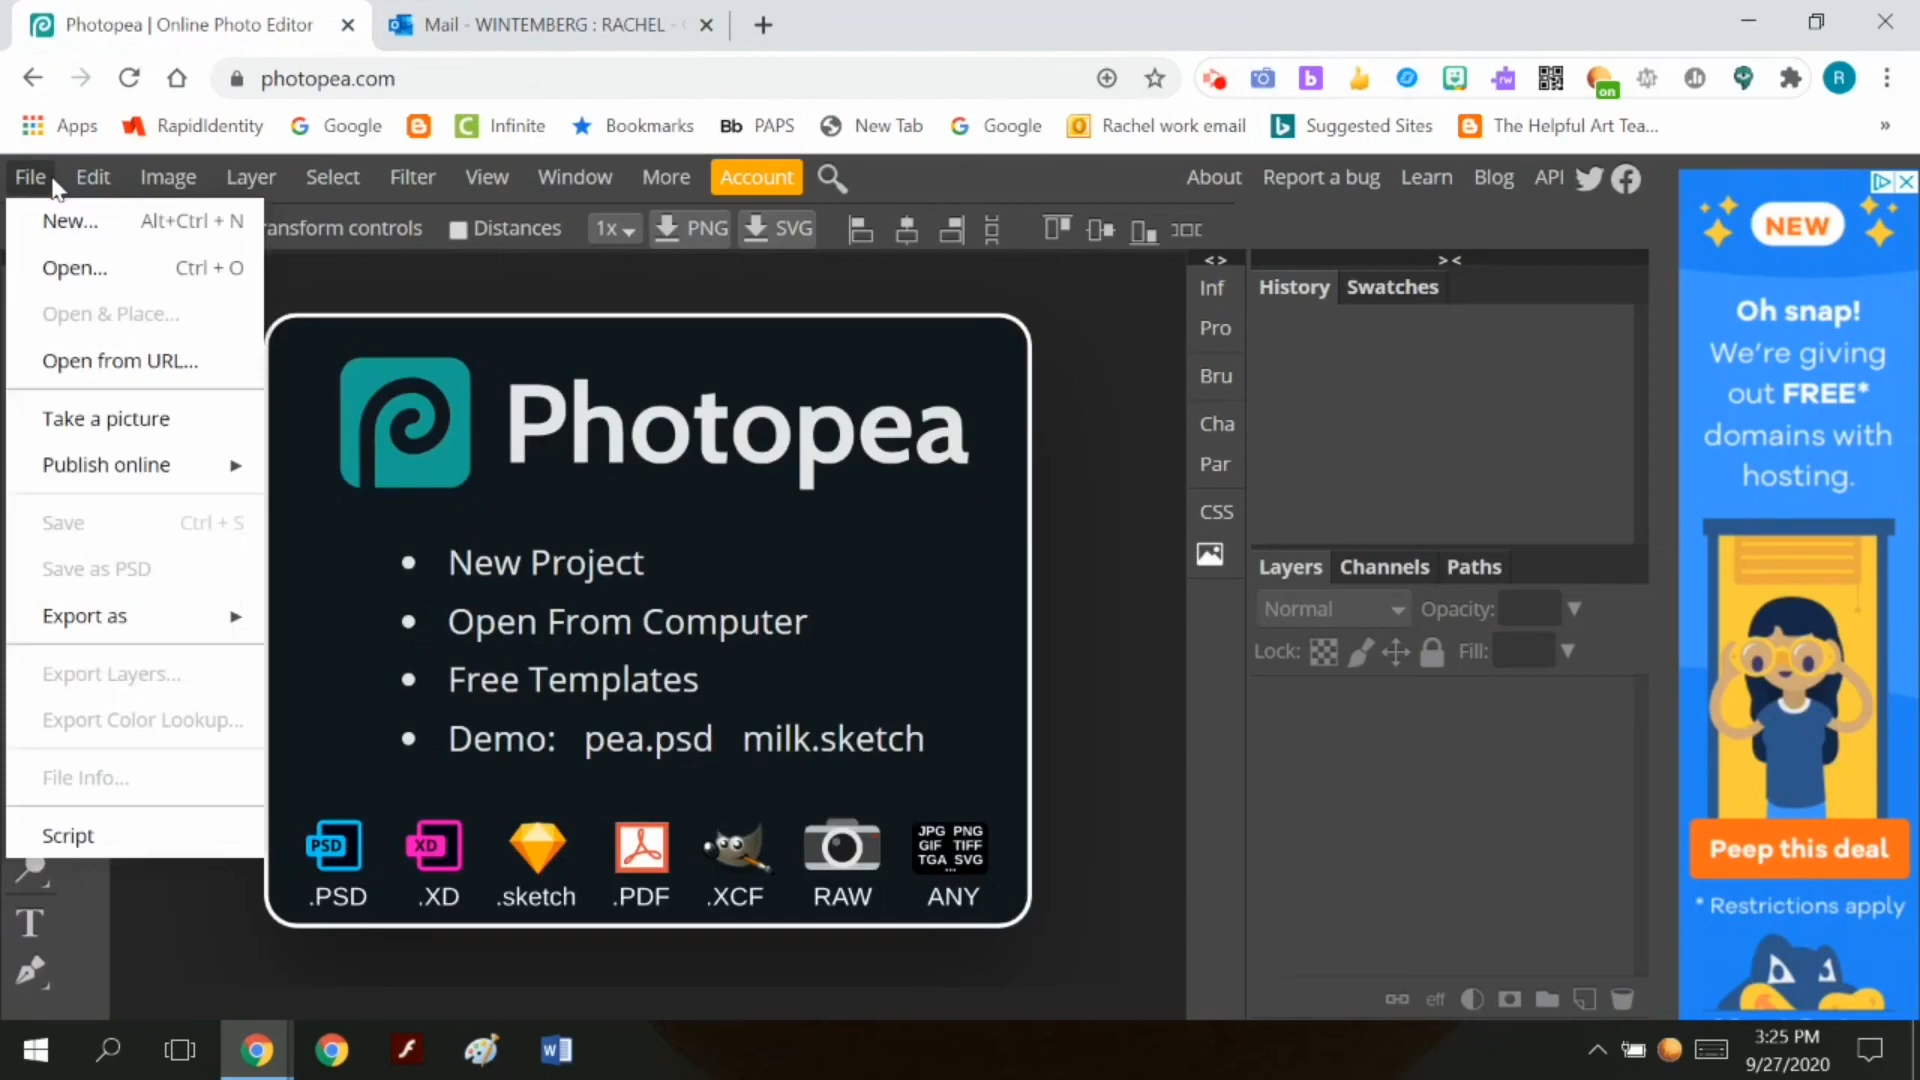 Photopea | Online Photo Editor
Mail - WINTEMBERG : RACHEL -
photopea.com
on
R
Apps
RapidIdentity
Google
Infinite
Bookmarks
Bb PAPS
New Tab
Google
Rachel work email
Suggested Sites
The Helpful Art Tea...
»
File Edit Image Layer Select Filter View Window More Account
About Report a bug Learn Blog API
ransform controls Distances 1x PNG SVG
New... Alt+Ctrl + N
Open... Ctrl + O
Open & Place...
Open from URL...
Take a picture
Publish online
Save Ctrl + S
Save as PSD
Export as
Export Layers...
Export Color Lookup...
File Info...
Script
T
Photopea
New Project
Open From Computer
Free Templates
Demo: pea.psd milk.sketch
PSD
XD
JPG PNG
GIF TIFF
TGA SVG
...
.PSD .XD .sketch .PDF .XCF RAW ANY
< >
Inf
Pro
Bru
Cha
Par
CSS
> <
History Swatches
Layers Channels Paths
Normal Opacity:
Lock: Fill:
eff
NEW
Oh snap!
We're giving
out FREE*
domains with
hosting.
Peep this deal
* Restrictions apply
3:25 PM
9/27/2020